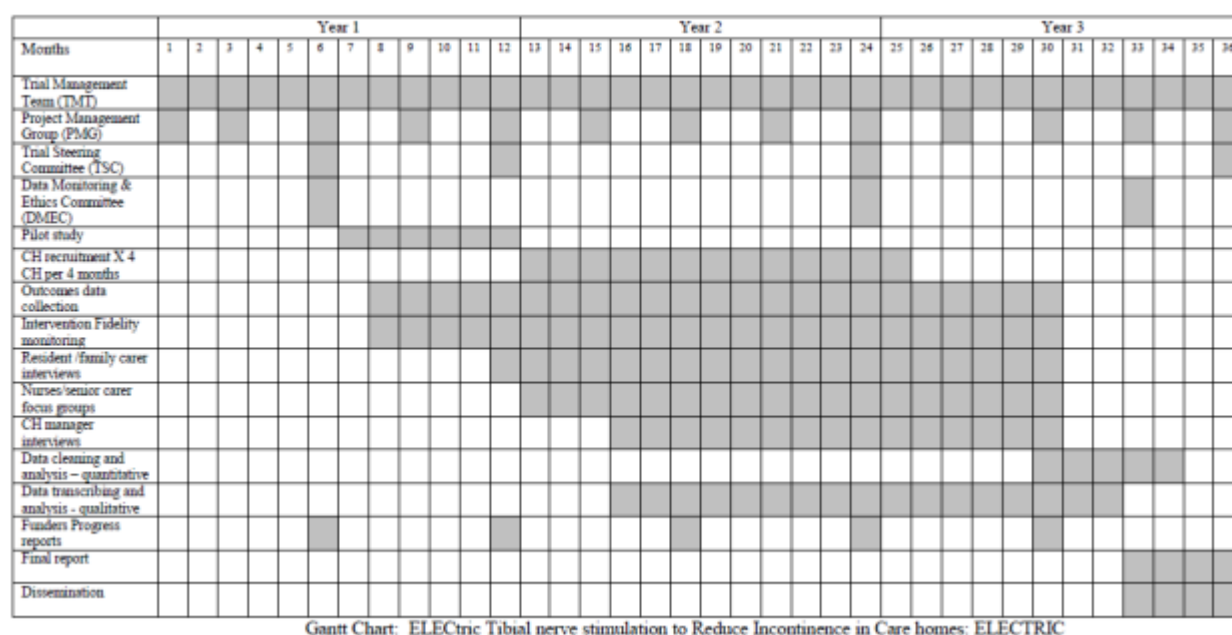 Year 1 Year 2 Year 3
Months 1 2 3 4 5 6 7 8 9 10 11 12 13 14 15 16 17 18 19 20 21 22 23 24 25 26 27 28 29 30 31 32 33 34 35 36
Trial Management
Team (TMT)
Project Management
Group (PMG)
Trial Steering
Committee (TSC)
Data Monitoring &
Ethics Committee
(DMEC)
Pilot study
CH recruitment X 4
CH per 4 months
Outcomes data
collection
Intervention Fidelity
monitoring
Resident /family carer
interviews
Nurses/senior carer
focus groups
CH manager
interviews
Data cleaning and
analysis – quantitative
Data transcribing and
analysis - qualitative
Funders Progress
reports
Final report
Dissemination
Gantt Chart: ELECtric Tibial nerve stimulation to Reduce Incontinence in Care homes: ELECTRIC